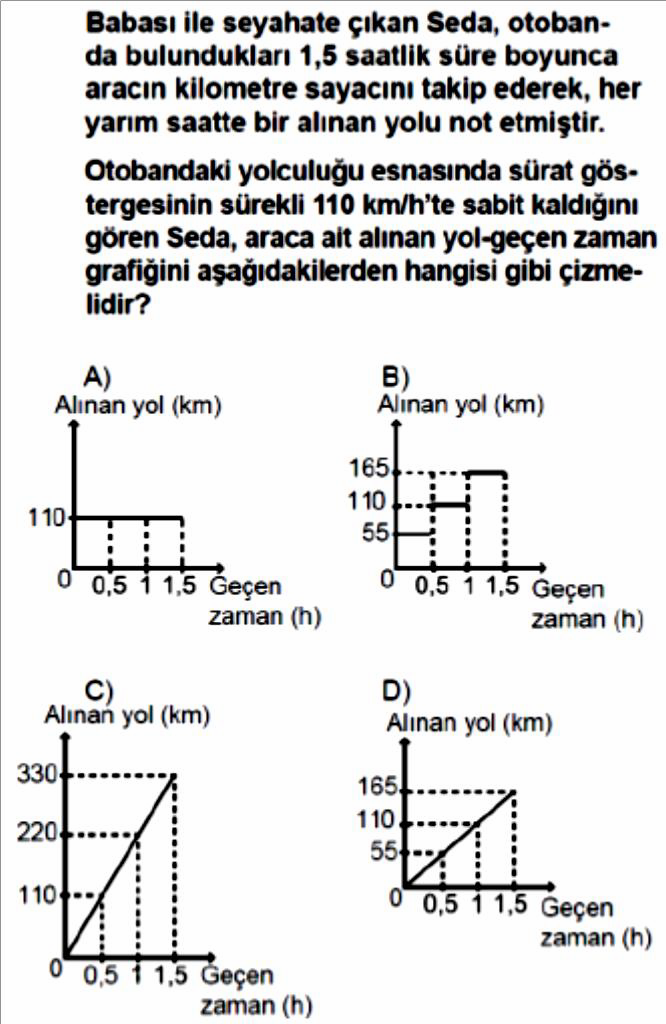 Babası ile seyahate çıkan Seda, otoban-
da bulundukları 1,5 saatlik süre boyunca
aracın kilometre sayacını takip ederek, her
yarım saatte bir alınan yolu not etmiştir.
Otobandaki yolculuğu esnasında sürat gös-
tergesinin sürekli 110 km/h'te sabit kaldığını
gören Seda, araca ait alınan yol-geçen zaman
grafiğini aşağıdakilerden hangisi gibi çizme-
lidir?
A)
Alınan yol (km)
110
0 0,5 1 1,5 Geçen
zaman (h)
B)
Alınan yol (km)
165
110
55
0 0,5 1 1,5 Geçen
zaman (h)
C)
Alınan yol (km)
330
220
110
0 0,5 1 1,5 Geçen
zaman (h)
D)
Alınan yol (km)
165
110
55
0 0,5 1 1,5 Geçen
zaman (h)